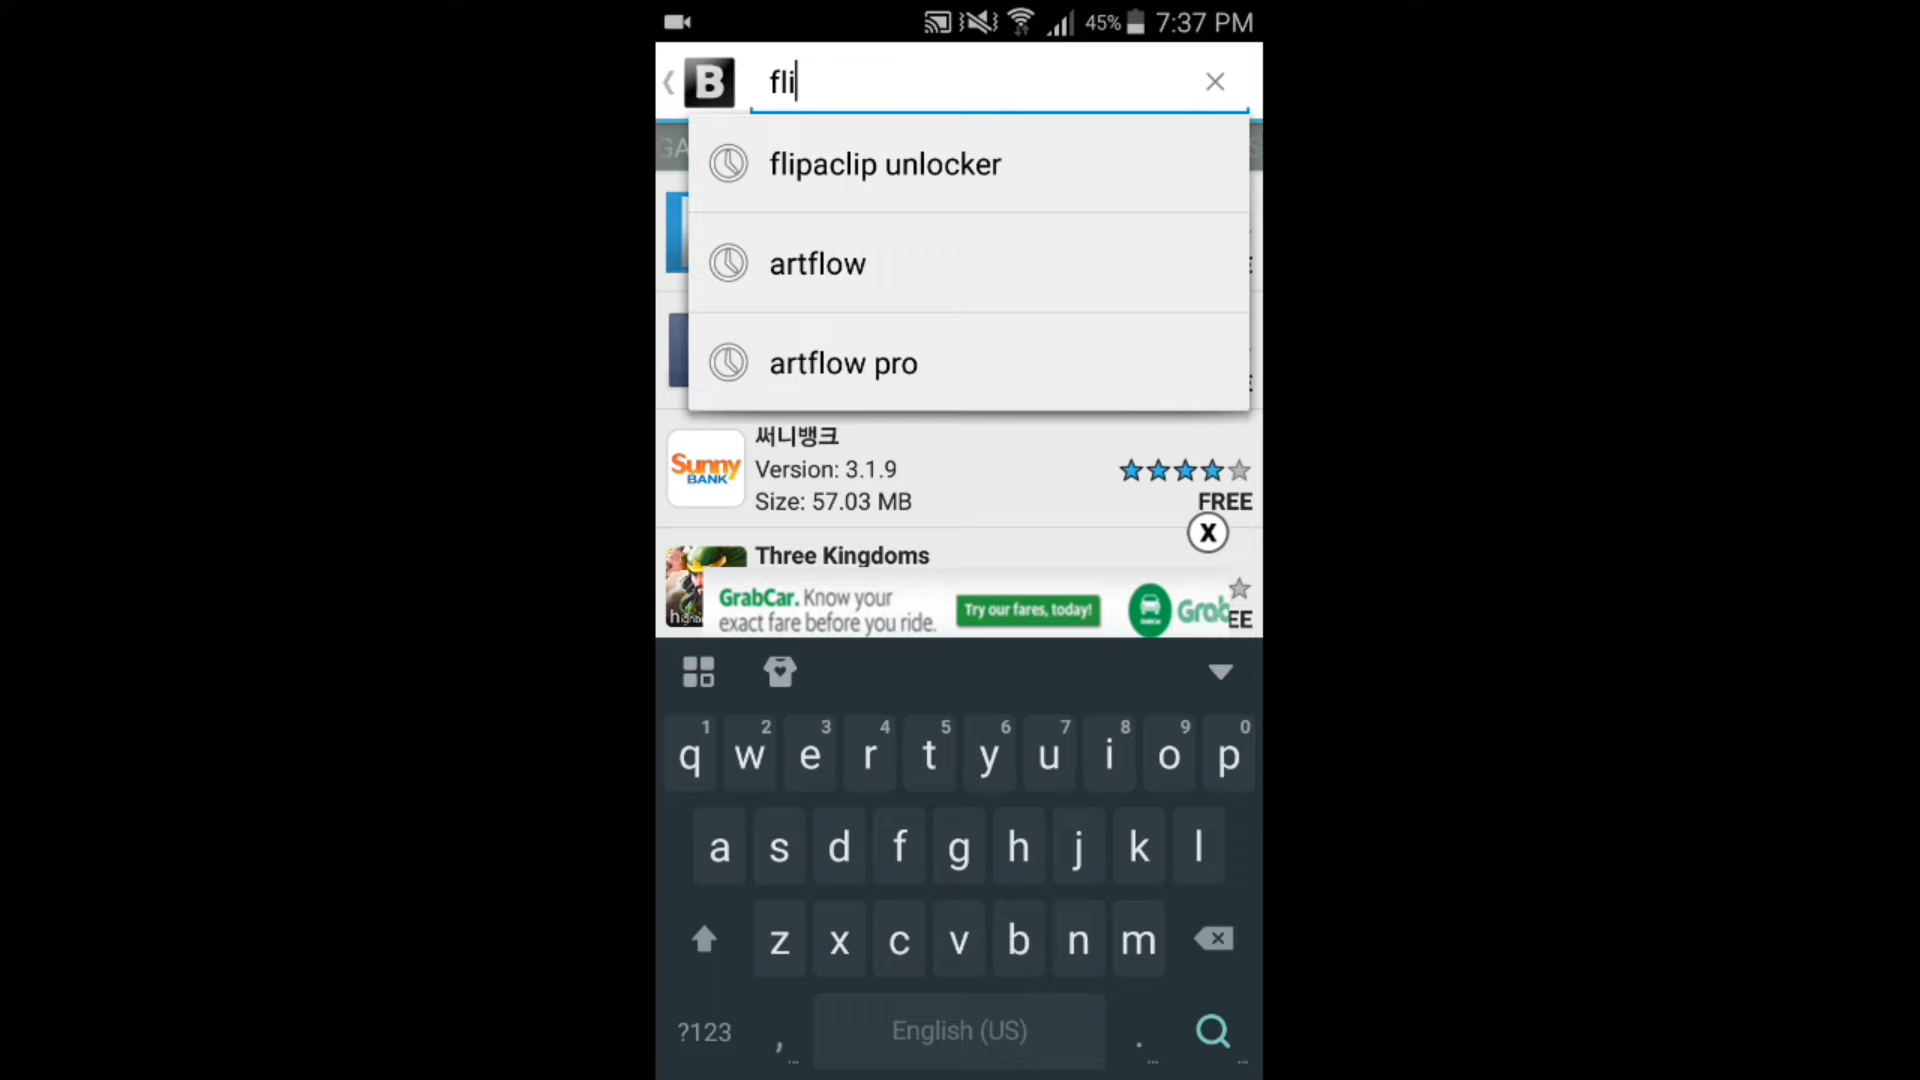 45% 7:37 PM
B fli
GA
flipaclip unlocker
artflow
artflow pro
써니뱅크
Sunny
BANK
Version: 3.1.9
Size: 57.03 MB
FREE
X
Three Kingdoms
GrabCar. Know your
exact fare before you ride.
Try our fares, today!
Grab
EE
1 2 3 4 5 6 7 8 9 0
q w e r t y u i o p
a s d f g h j k l
z x c v b n m
?123 , English (US) .